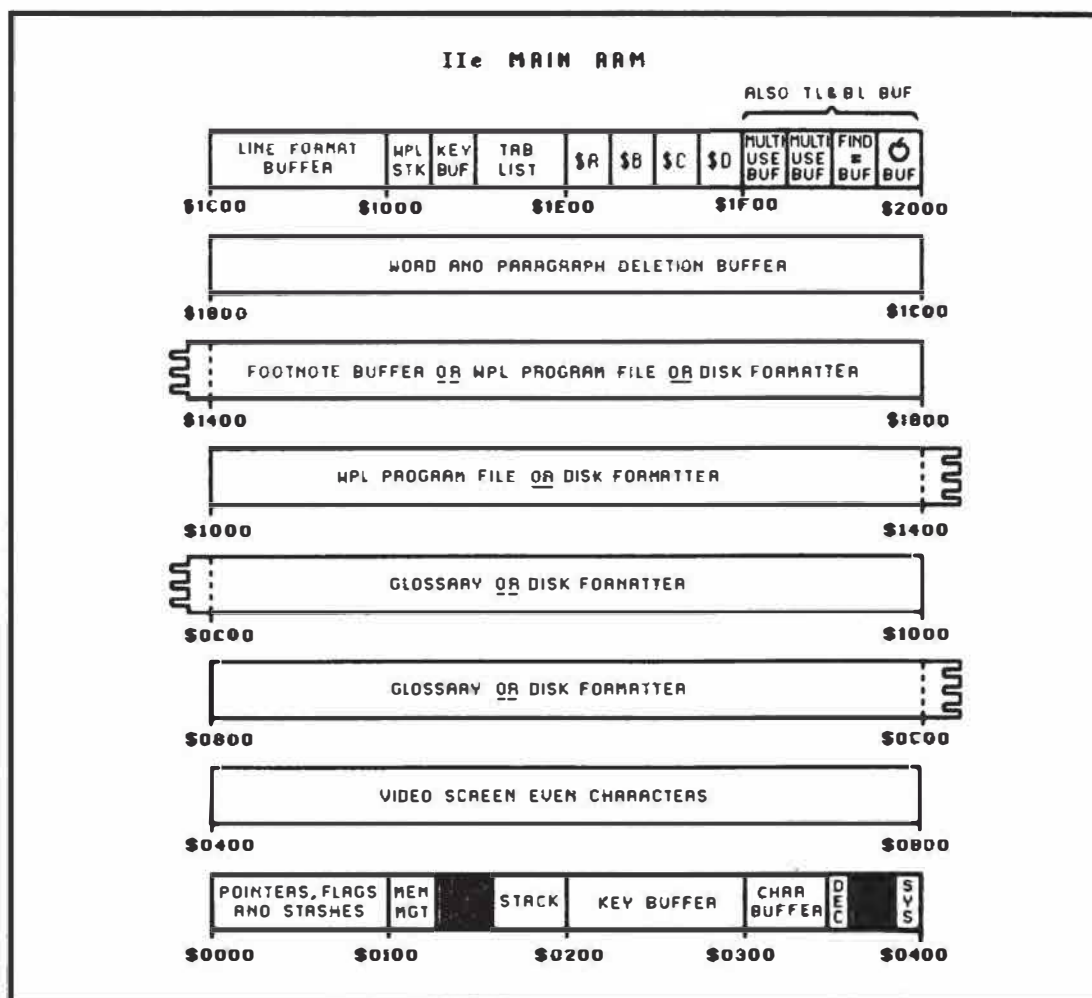 IIe MAIN RAM
ALSO TL&BL BUF
LINE FORMAT
BUFFER
WPL
STK
KEY
BUF
TAB
LIST
$A
$B
$C
$D
MULTI
USE
BUF
MULTI
USE
BUF
FIND
=
BUF
BUF
$1C00 $1D00 $1E00 $1F00 $2000
WORD AND PARAGRAPH DELETION BUFFER
$1800 $1C00
FOOTNOTE BUFFER OR WPL PROGRAM FILE OR DISK FORMATTER
$1400 $1800
WPL PROGRAM FILE OR DISK FORMATTER
$1000 $1400
GLOSSARY OR DISK FORMATTER
$0C00 $1000
GLOSSARY OR DISK FORMATTER
$0800 $0C00
VIDEO SCREEN EVEN CHARACTERS
$0400 $0800
POINTERS, FLAGS
AND STASHES
MEM
MGT
STACK
KEY BUFFER
CHAR
BUFFER
DEC
SYS
$0000 $0100 $0200 $0300 $0400